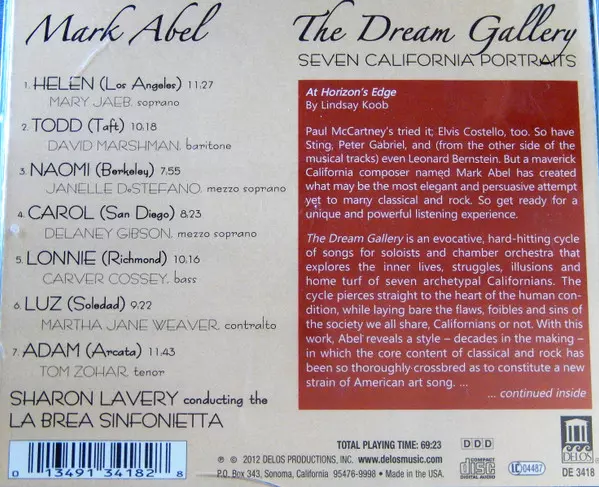 Mark Abel
The Dream Gallery
SEVEN CALIFORNIA PORTRAITS
1. HELEN (Los Angeles) 11:27
MARY JAEB, soprano
2. TODD (Taft) 10:18
DAVID MARSHMAN, baritone
3. NAOMI (Berkeley) 7:55
JANELLE DeSTEFANO, mezzo soprano
4. CAROL (San Diego) 8:23
DELANEY GIBSON, mezzo soprano
5. LONNIE (Richmond) 10:16
CARVER COSSEY, bass
6. LUZ (Soledad) 9:22
MARTHA JANE WEAVER, contralto
7. ADAM (Arcata) 11:43
TOM ZOHAR, tenor
SHARON LAVERY conducting the
LA BREA SINFONIETTA
At Horizon's Edge
By Lindsay Koob
Paul McCartney's tried it; Elvis Costello, too. So have
Sting, Peter Gabriel, and (from the other side of the
musical tracks) even Leonard Bernstein. But a maverick
California composer named Mark Abel has created
what may be the most elegant and persuasive attempt
yet to marry classical and rock. So get ready for a
unique and powerful listening experience.
The Dream Gallery is an evocative, hard-hitting cycle
of songs for soloists and chamber orchestra that
explores the inner lives, struggles, illusions and
home turf of seven archetypal Californians. The
cycle pierces straight to the heart of the human con-
dition, while laying bare the flaws, foibles and sins
of the society we all share, Californians or not. With this
work, Abel reveals a style – decades in the making –
in which the core content of classical and rock has
been so thoroughly crossbred as to constitute a new
strain of American art song. ...
... continued inside
0 13491 34182 8
TOTAL PLAYING TIME: 69:23
DDD
℗ © 2012 DELOS PRODUCTIONS, INC., www.delosmusic.com
P.O. Box 343, Sonoma, California 95476-9998 • Made in the USA.
COMPACT
disc
DIGITAL AUDIO
LC 04487
DELOS
DE 3418